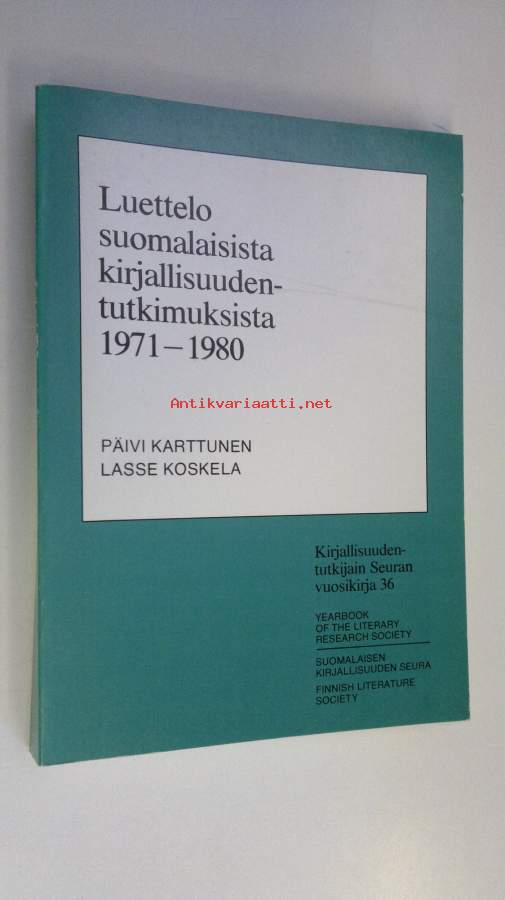 Luettelo
suomalaisista
kirjallisuuden-
tutkimuksista
1971–1980
Antikvariaatti.net
PÄIVI KARTTUNEN
LASSE KOSKELA
Kirjallisuuden-
tutkijain Seuran
vuosikirja 36
YEARBOOK
OF THE LITERARY
RESEARCH SOCIETY
SUOMALAISEN
KIRJALLISUUDEN SEURA
FINNISH LITERATURE
SOCIETY